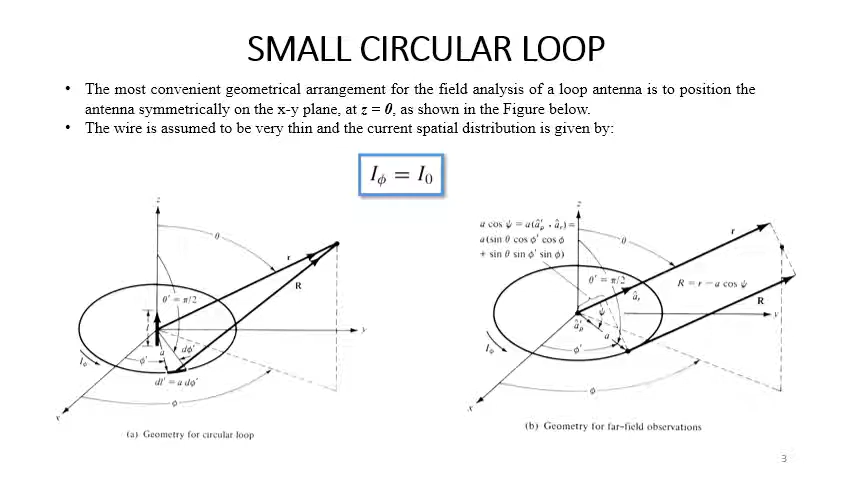 SMALL CIRCULAR LOOP
• The most convenient geometrical arrangement for the field analysis of a loop antenna is to position the
antenna symmetrically on the x-y plane, at z = 0, as shown in the Figure below.
• The wire is assumed to be very thin and the current spatial distribution is given by:
I_ϕ = I_0
z
θ
r
R
θ' = π/2
l
y
a
dϕ'
ϕ'
I_ϕ
dl' = a dϕ'
ϕ
x
(a) Geometry for circular loop
z
a cos ψ = a(â'_ρ · â_r) =
a(sin θ cos ϕ' cos ϕ
+ sin θ sin ϕ' sin ϕ)
θ
r
θ' = π/2
R = r − a cos ψ
â_r
R
ψ
y
â'_ρ
a
I_ϕ
ϕ'
ϕ
x
(b) Geometry for far-field observations
3